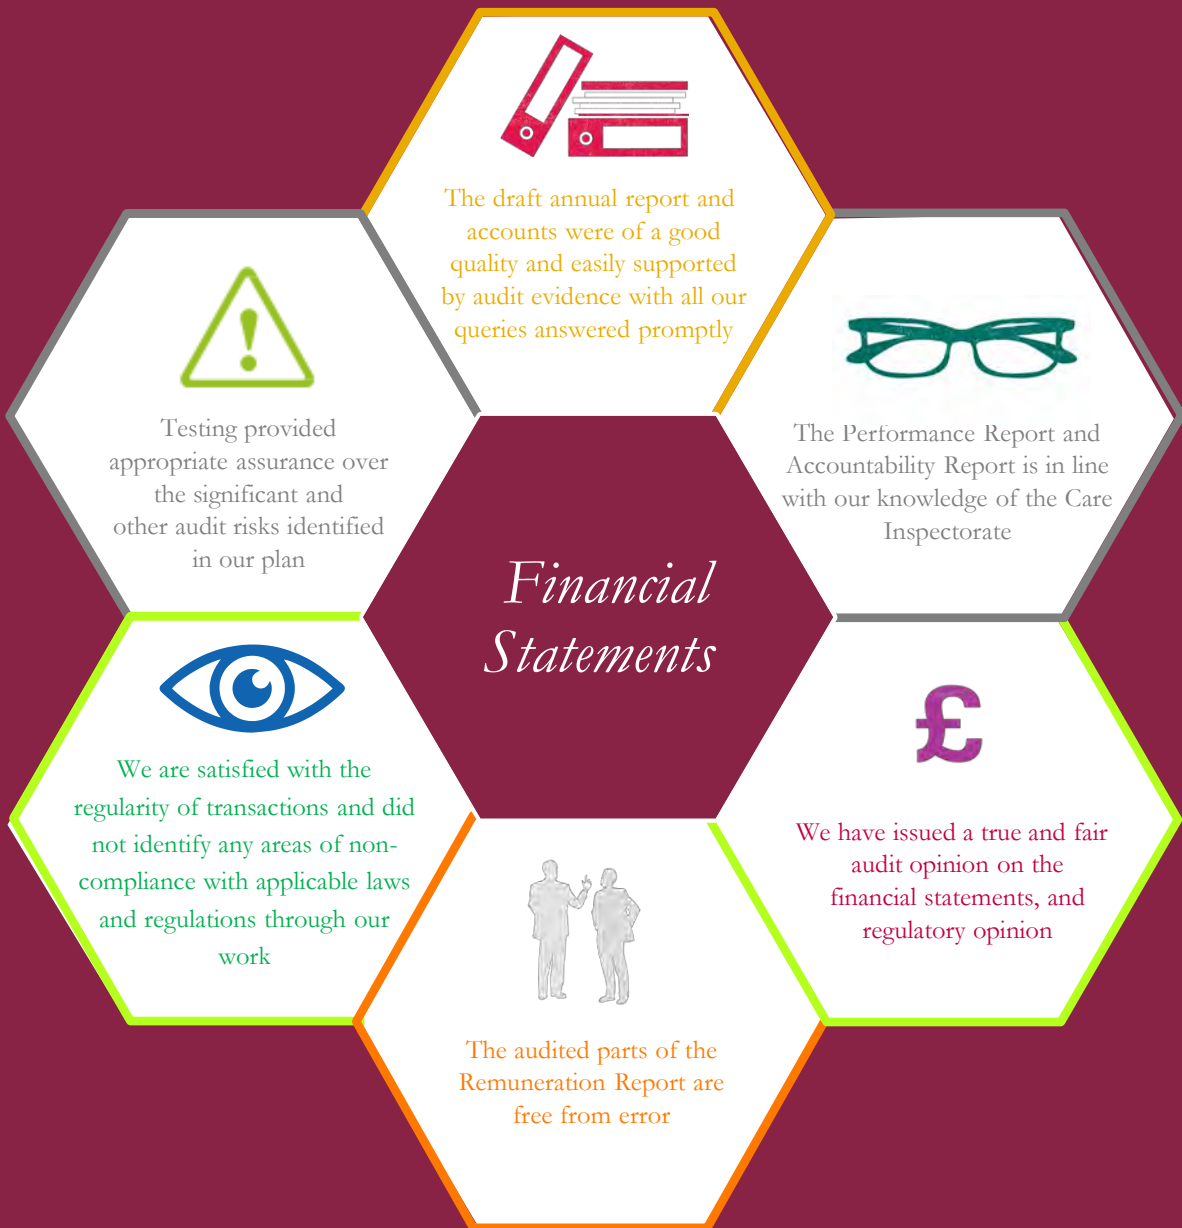 The draft annual report and
accounts were of a good
quality and easily supported
by audit evidence with all our
queries answered promptly
Testing provided
appropriate assurance over
the significant and
other audit risks identified
in our plan
The Performance Report and
Accountability Report is in line
with our knowledge of the Care
Inspectorate
Financial
Statements
We are satisfied with the
regularity of transactions and did
not identify any areas of non-
compliance with applicable laws
and regulations through our
work
£
We have issued a true and fair
audit opinion on the
financial statements, and
regulatory opinion
The audited parts of the
Remuneration Report are
free from error